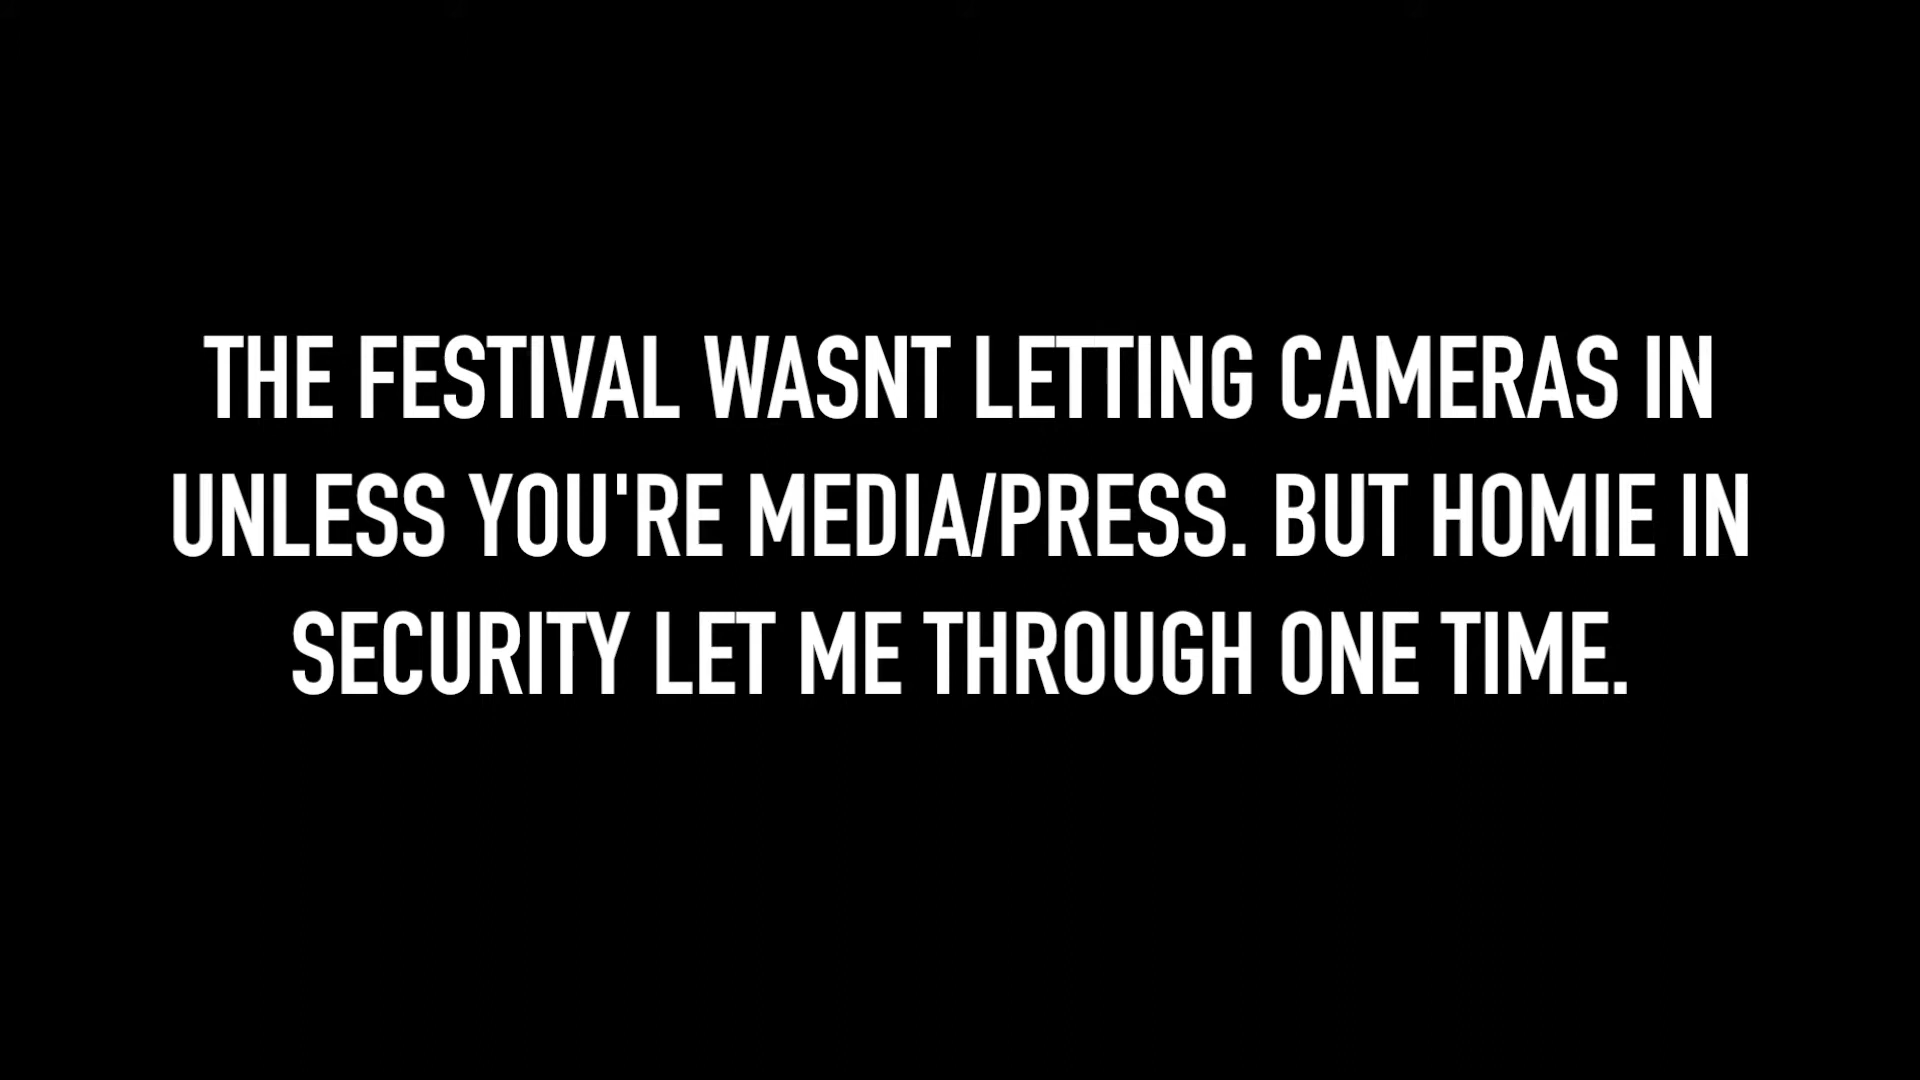 THE FESTIVAL WASNT LETTING CAMERAS IN
UNLESS YOU'RE MEDIA/PRESS. BUT HOMIE IN
SECURITY LET ME THROUGH ONE TIME.